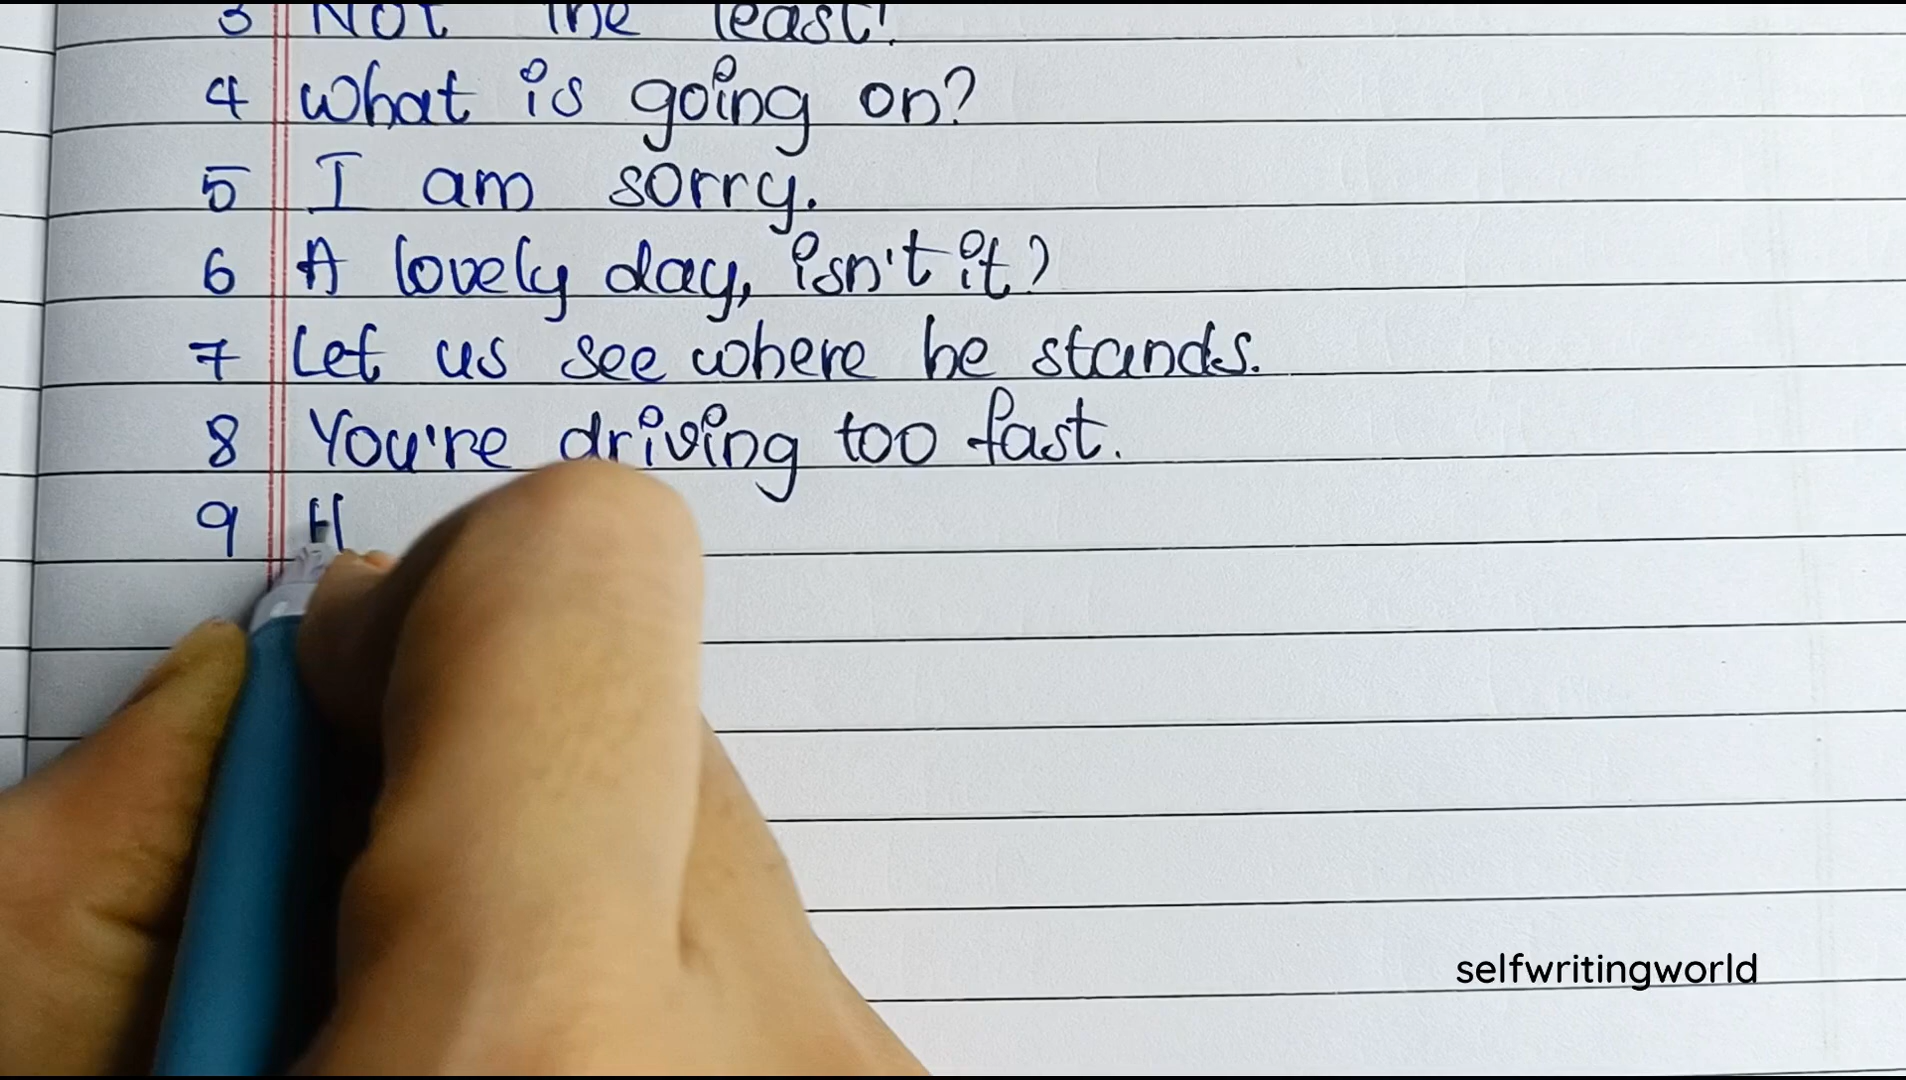 3 Not the least!
4 What is going on?
5 I am sorry.
6 A lovely day, isn't it?
7 Let us see where he stands.
8 You're driving too fast.
9 H
selfwritingworld